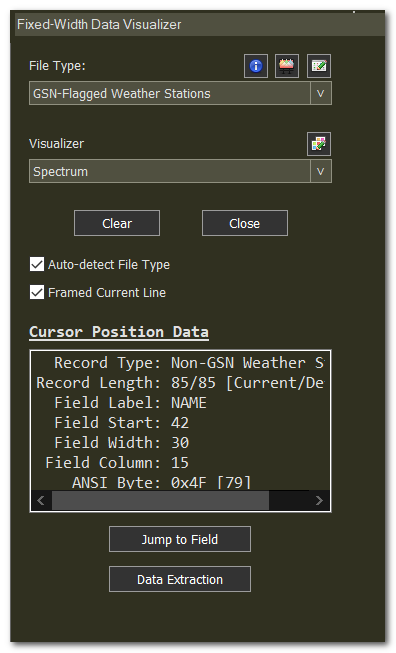 Fixed-Width Data Visualizer
File Type:
GSN-Flagged Weather Stations
Visualizer
Spectrum
Clear Close
Auto-detect File Type
Framed Current Line
Cursor Position Data
Record Type: Non-GSN Weather S
Record Length: 85/85 [Current/De
Field Label: NAME
Field Start: 42
Field Width: 30
Field Column: 15
ANSI Byte: 0x4F [79]
Jump to Field
Data Extraction